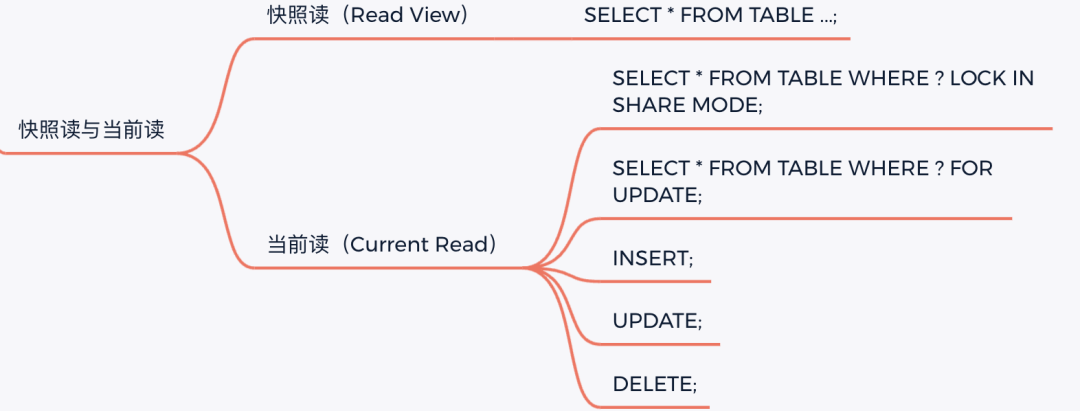 快照读（Read View）
SELECT * FROM TABLE ...;
SELECT * FROM TABLE WHERE ? LOCK IN
SHARE MODE;
快照读与当前读
SELECT * FROM TABLE WHERE ? FOR
UPDATE;
当前读（Current Read）
INSERT;
UPDATE;
DELETE;